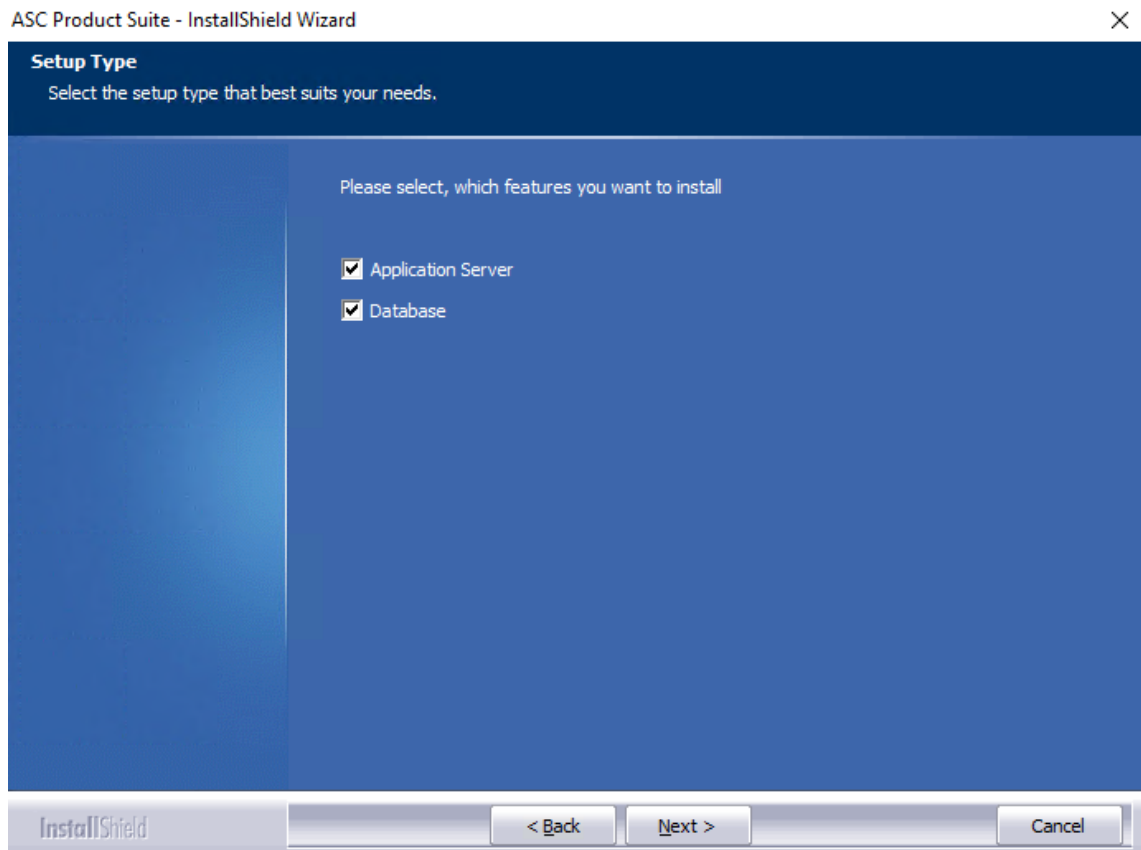 ASC Product Suite - InstallShield Wizard
Setup Type
Select the setup type that best suits your needs.
Please select, which features you want to install
Application Server
Database
InstallShield
< Back
Next >
Cancel